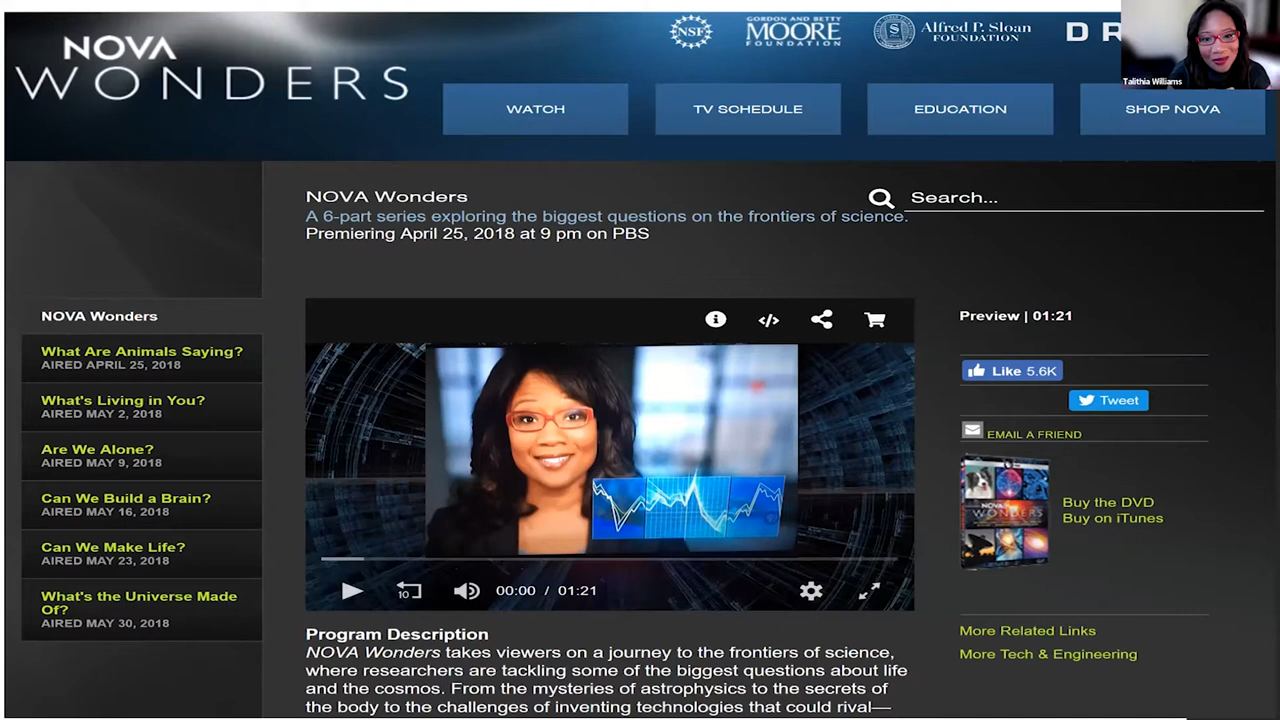 NOVA
WONDERS
NSF
GORDON AND BETTY
MOORE
FOUNDATION
S
Alfred P. Sloan
FOUNDATION
D R
Talithia Williams
WATCH
TV SCHEDULE
EDUCATION
SHOP NOVA
NOVA Wonders
A 6-part series exploring the biggest questions on the frontiers of science.
Premiering April 25, 2018 at 9 pm on PBS
Search...
NOVA Wonders
What Are Animals Saying?
AIRED APRIL 25, 2018
What's Living in You?
AIRED MAY 2, 2018
Are We Alone?
AIRED MAY 9, 2018
Can We Build a Brain?
AIRED MAY 16, 2018
Can We Make Life?
AIRED MAY 23, 2018
What's the Universe Made
Of?
AIRED MAY 30, 2018
10
00:00 / 01:21
Program Description
NOVA Wonders takes viewers on a journey to the frontiers of science,
where researchers are tackling some of the biggest questions about life
and the cosmos. From the mysteries of astrophysics to the secrets of
the body to the challenges of inventing technologies that could rival—
Preview | 01:21
Like 5.6K
Tweet
EMAIL A FRIEND
NOVA
WONDERS
Buy the DVD
Buy on iTunes
More Related Links
More Tech & Engineering